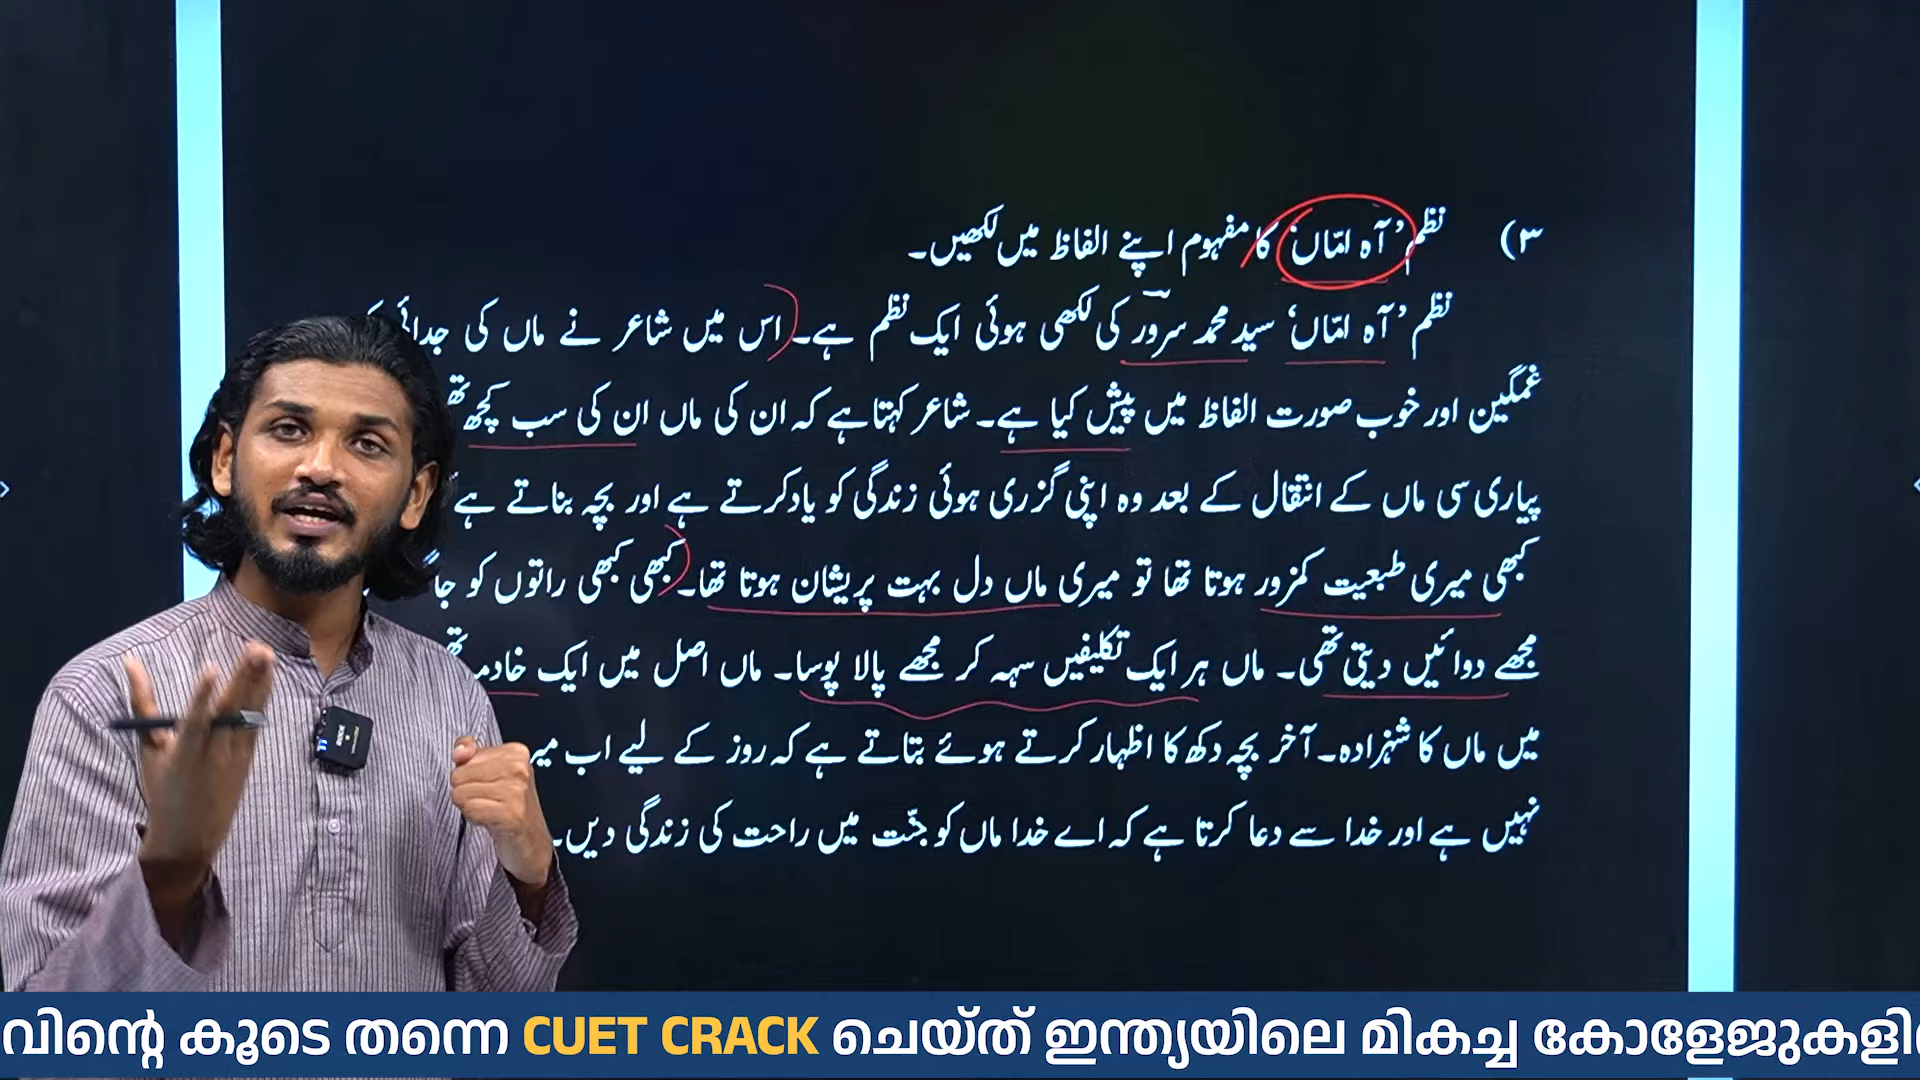 ۳) نظم ’آہ امّاں‘ کا مفہوم اپنے الفاظ میں لکھیں۔
نظم ’آہ امّاں‘ سید محمد سرور کی لکھی ہوئی ایک نظم ہے۔ اس میں شاعر نے ماں کی جدائی
غمگین اور خوب صورت الفاظ میں پیش کیا ہے۔ شاعر کہتا ہے کہ ان کی ماں ان کی سب کچھ
پیاری سی ماں کے انتقال کے بعد وہ اپنی گزری ہوئی زندگی کو یاد کرتے ہے اور بچہ بتاتے ہے
کبھی میری طبعیت کمزور ہوتا تھا تو میری ماں دل بہت پریشان ہوتا تھا۔ کبھی کبھی راتوں کو
مجھے دوائیں دیتی تھی۔ ماں ہر ایک تکلیفیں سہہ کر مجھے پالا پوسا۔ ماں اصل میں ایک
میں ماں کا شہزادہ۔ آخر بچہ دکھ کا اظہار کرتے ہوئے بتاتے ہے کہ روز کے لیے اب
نہیں ہے اور خدا سے دعا کرتا ہے کہ اے خدا ماں کو جنّت میں راحت کی زندگی دیں۔
കൂടെ തന്നെ CUET CRACK ചെയ്ത് ഇന്ത്യയിലെ മികച്ച